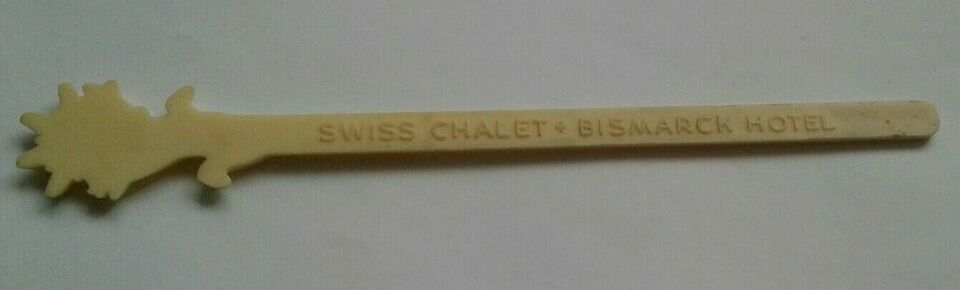 SWISS CHALET + BISMARCK HOTEL